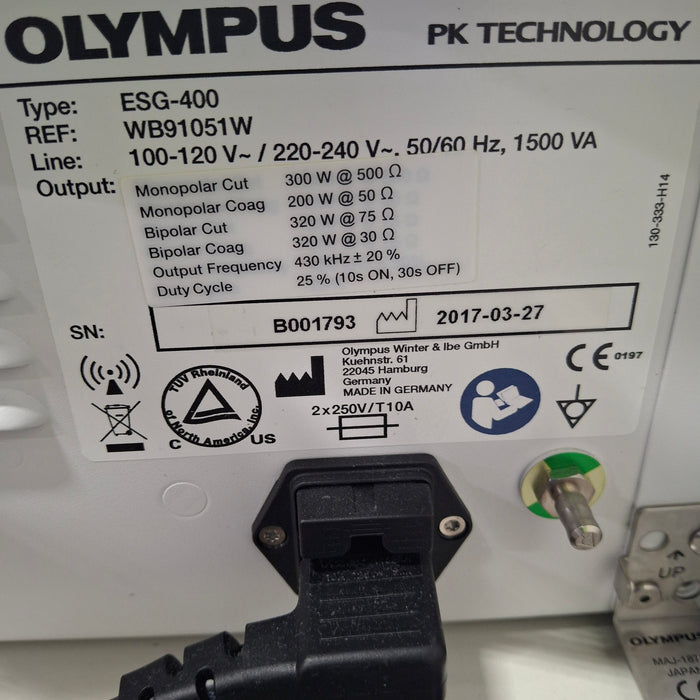 OLYMPUS
PK TECHNOLOGY
Type: ESG-400
REF: WB91051W
Line: 100-120 V~ / 220-240 V~. 50/60 Hz, 1500 VA
Output:
Monopolar Cut 300 W @ 500 Ω
Monopolar Coag 200 W @ 50 Ω
Bipolar Cut 320 W @ 75 Ω
Bipolar Coag 320 W @ 30 Ω
Output Frequency 430 kHz ± 20 %
Duty Cycle 25 % (10s ON, 30s OFF)
130-333-H14
SN: B001793 2017-03-27
TÜV Rheinland
of North America, Inc.
C US
Olympus Winter & Ibe GmbH
Kuehnstr. 61
22045 Hamburg
Germany
MADE IN GERMANY
2x250V/T10A
CE 0197
UP
OLYMPUS
JAPAN